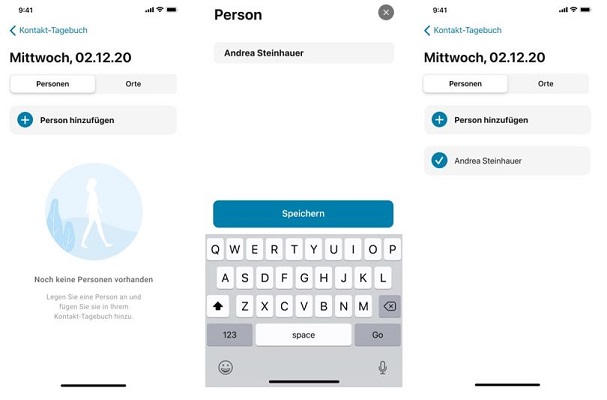 9:41
Kontakt-Tagebuch
Mittwoch, 02.12.20
Personen
Orte
Person hinzufügen
Noch keine Personen vorhanden
Legen Sie eine Person an und
fügen Sie sie in Ihrem
Kontakt-Tagebuch hinzu.
Person
Andrea Steinhauer
Speichern
Q W E R T Y U I O P
A S D F G H J K L
Z X C V B N M
123 space Go
9:41
Kontakt-Tagebuch
Mittwoch, 02.12.20
Personen
Orte
Person hinzufügen
Andrea Steinhauer